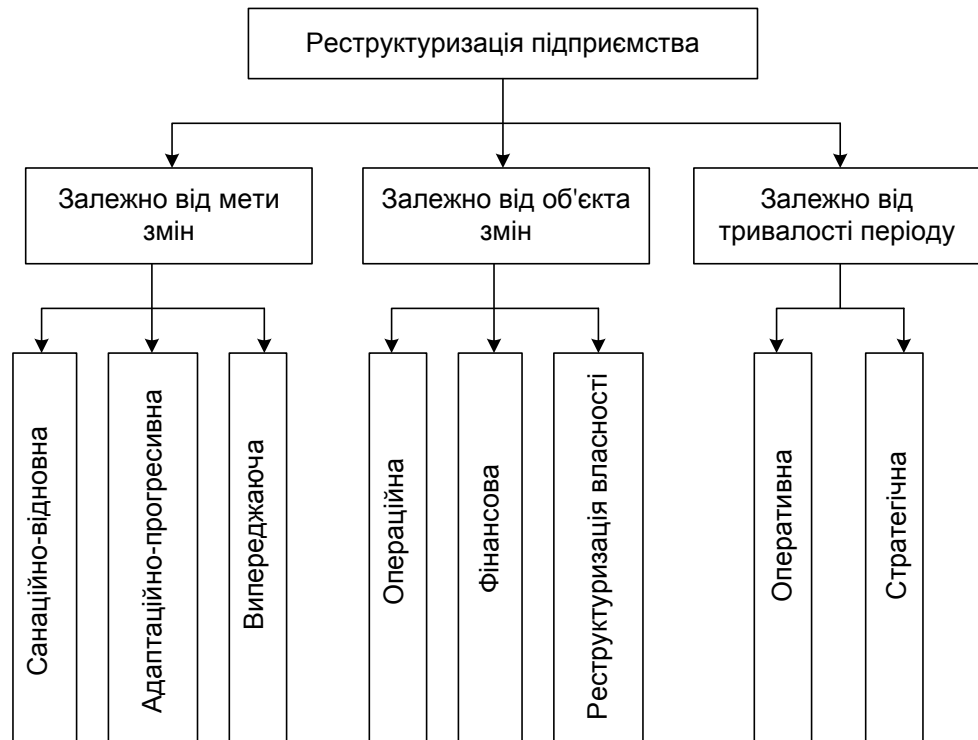 Реструктуризація підприємства
Залежно від мети
змін
Залежно від об'єкта
змін
Залежно від
тривалості періоду
Санаційно-відновна
Адаптаційно-прогресивна
Випереджаюча
Операційна
Фінансова
Реструктуризація власності
Оперативна
Стратегічна